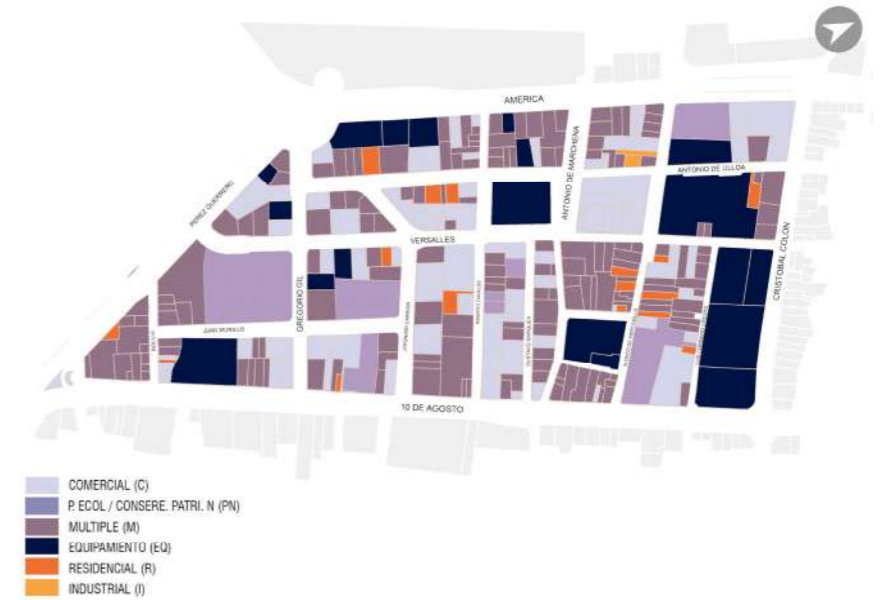 AMERICA
ANTONIO DE MARCHENA
ANTONIO DE ULLOA
PEREZ GUERRERO
VERSALLES
CRISTOBAL COLON
GREGORIO GIL
JUAN MURILLO
BOLIVIA
10 DE AGOSTO
COMERCIAL (C)
P. ECOL / CONSERE. PATRI. N (PN)
MULTIPLE (M)
EQUIPAMIENTO (EQ)
RESIDENCIAL (R)
INDUSTRIAL (I)